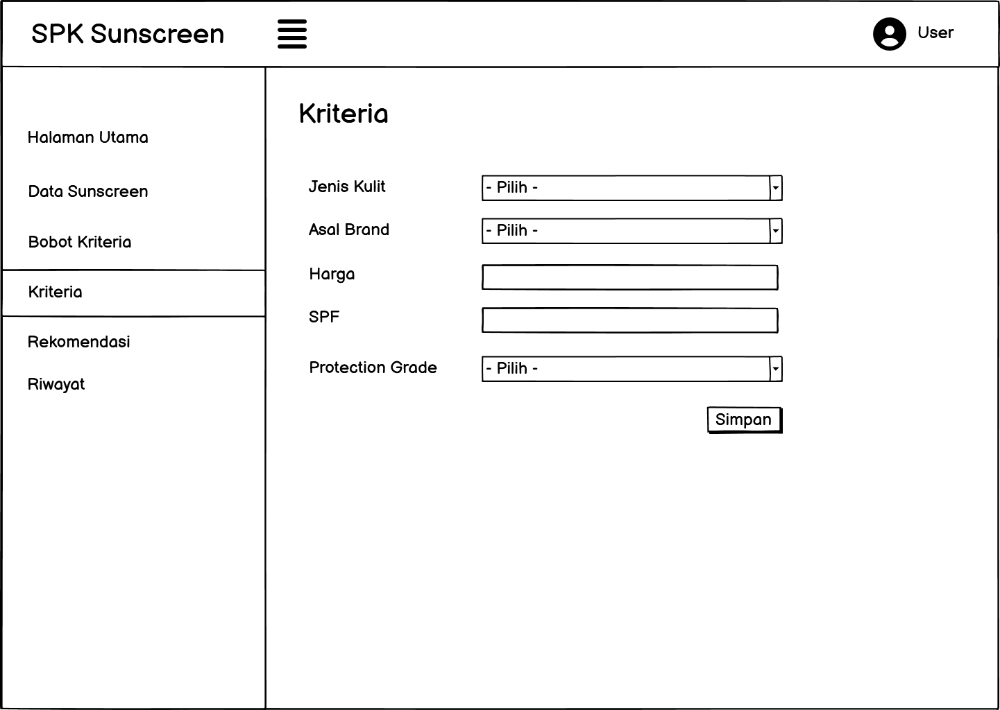 SPK Sunscreen
User
Halaman Utama
Data Sunscreen
Bobot Kriteria
Kriteria
Rekomendasi
Riwayat
Kriteria
Jenis Kulit
- Pilih -
Asal Brand
- Pilih -
Harga
SPF
Protection Grade
- Pilih -
Simpan